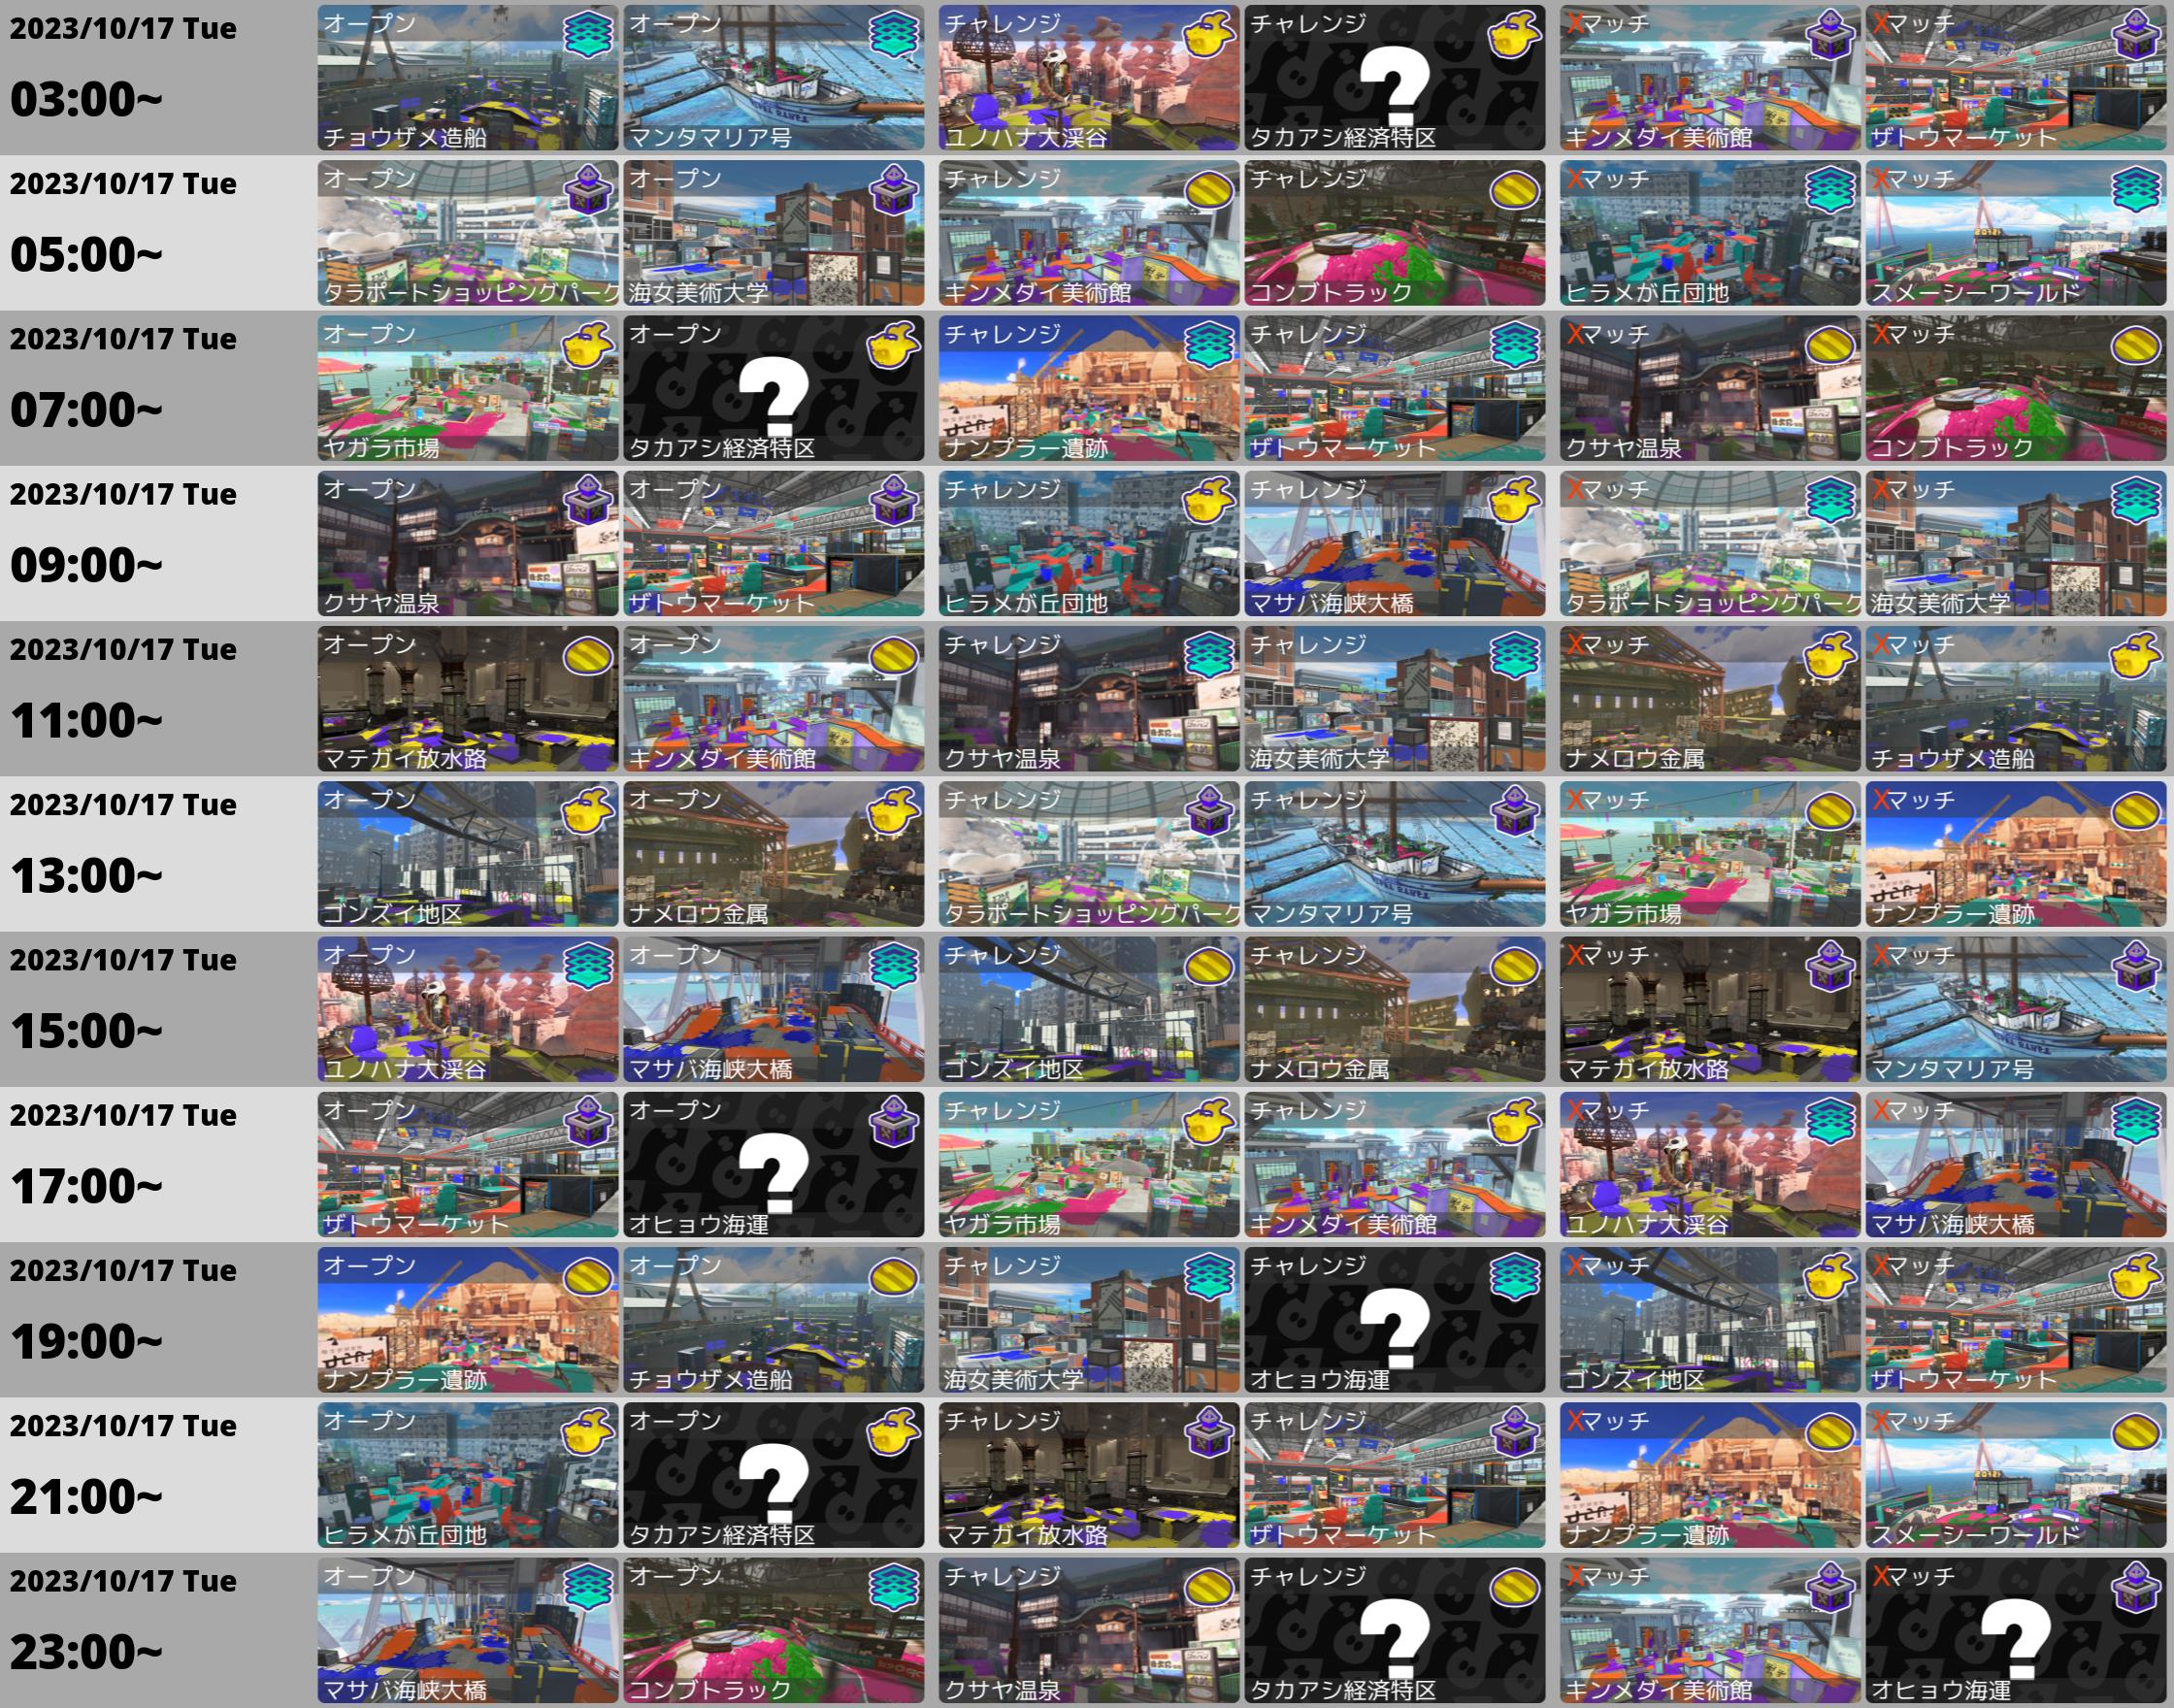 2023/10/17 Tue
03:00~
オープン
チョウザメ造船
オープン
マンタマリア号
チャレンジ
ユノハナ大渓谷
チャレンジ
タカアシ経済特区
Xマッチ
キンメダイ美術館
Xマッチ
ザトウマーケット
2023/10/17 Tue
05:00~
オープン
タラポートショッピングパーク
オープン
海女美術大学
チャレンジ
キンメダイ美術館
チャレンジ
コンブトラック
Xマッチ
ヒラメが丘団地
Xマッチ
スメーシーワールド
2023/10/17 Tue
07:00~
オープン
ヤガラ市場
オープン
タカアシ経済特区
チャレンジ
ナンプラー遺跡
チャレンジ
ザトウマーケット
Xマッチ
クサヤ温泉
Xマッチ
コンブトラック
2023/10/17 Tue
09:00~
オープン
クサヤ温泉
オープン
ザトウマーケット
チャレンジ
ヒラメが丘団地
チャレンジ
マサバ海峡大橋
Xマッチ
タラポートショッピングパーク
Xマッチ
海女美術大学
2023/10/17 Tue
11:00~
オープン
マテガイ放水路
オープン
キンメダイ美術館
チャレンジ
クサヤ温泉
チャレンジ
海女美術大学
Xマッチ
ナメロウ金属
Xマッチ
チョウザメ造船
2023/10/17 Tue
13:00~
オープン
ゴンズイ地区
オープン
ナメロウ金属
チャレンジ
タラポートショッピングパーク
チャレンジ
マンタマリア号
Xマッチ
ヤガラ市場
Xマッチ
ナンプラー遺跡
2023/10/17 Tue
15:00~
オープン
ユノハナ大渓谷
オープン
マサバ海峡大橋
チャレンジ
ゴンズイ地区
チャレンジ
ナメロウ金属
Xマッチ
マテガイ放水路
Xマッチ
マンタマリア号
2023/10/17 Tue
17:00~
オープン
ザトウマーケット
オープン
オヒョウ海運
チャレンジ
ヤガラ市場
チャレンジ
キンメダイ美術館
Xマッチ
ユノハナ大渓谷
Xマッチ
マサバ海峡大橋
2023/10/17 Tue
19:00~
オープン
ナンプラー遺跡
オープン
チョウザメ造船
チャレンジ
海女美術大学
チャレンジ
オヒョウ海運
Xマッチ
ゴンズイ地区
Xマッチ
ザトウマーケット
2023/10/17 Tue
21:00~
オープン
ヒラメが丘団地
オープン
タカアシ経済特区
チャレンジ
マテガイ放水路
チャレンジ
ザトウマーケット
Xマッチ
ナンプラー遺跡
Xマッチ
スメーシーワールド
2023/10/17 Tue
23:00~
オープン
マサバ海峡大橋
オープン
コンブトラック
チャレンジ
クサヤ温泉
チャレンジ
タカアシ経済特区
Xマッチ
キンメダイ美術館
Xマッチ
オヒョウ海運